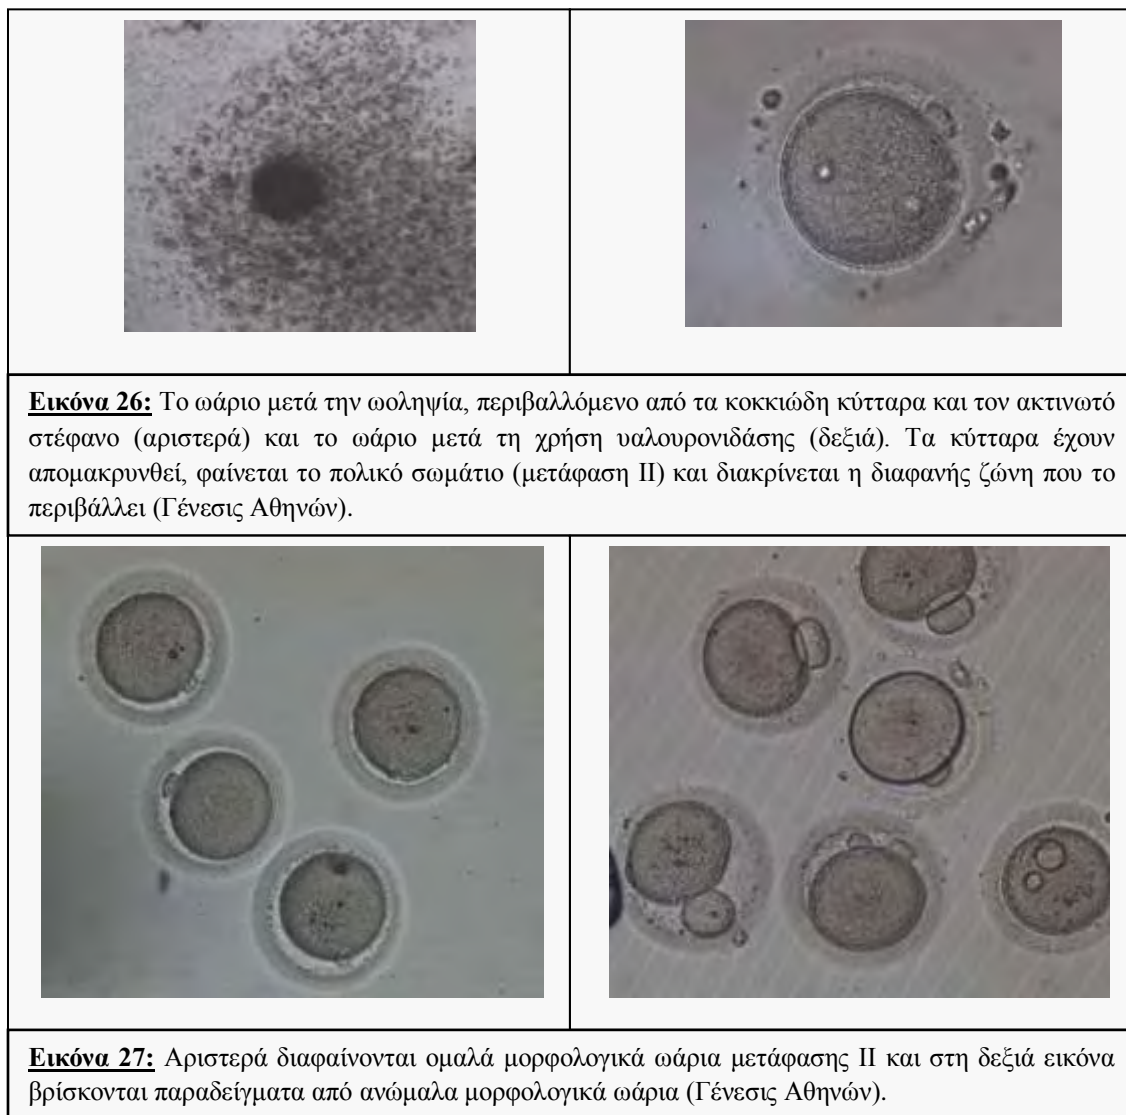 Εικόνα 26: Το ωάριο μετά την ωοληψία, περιβαλλόμενο από τα κοκκιώδη κύτταρα και τον ακτινωτό
στέφανο (αριστερά) και το ωάριο μετά τη χρήση υαλουρονιδάσης (δεξιά). Τα κύτταρα έχουν
απομακρυνθεί, φαίνεται το πολικό σωμάτιο (μετάφαση ΙΙ) και διακρίνεται η διαφανής ζώνη που το
περιβάλλει (Γένεσις Αθηνών).
Εικόνα 27: Αριστερά διαφαίνονται ομαλά μορφολογικά ωάρια μετάφασης ΙΙ και στη δεξιά εικόνα
βρίσκονται παραδείγματα από ανώμαλα μορφολογικά ωάρια (Γένεσις Αθηνών).